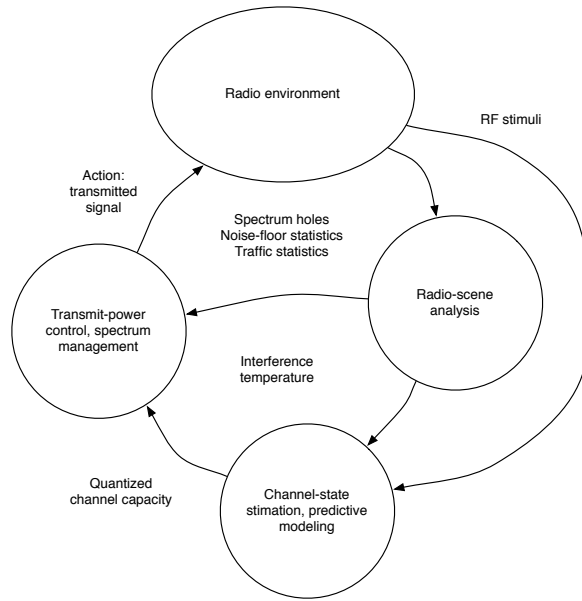 Radio environment
RF stimuli
Action:
transmitted
signal
Spectrum holes
Noise-floor statistics
Traffic statistics
Radio-scene
analysis
Transmit-power
control, spectrum
management
Interference
temperature
Quantized
channel capacity
Channel-state
stimation, predictive
modeling